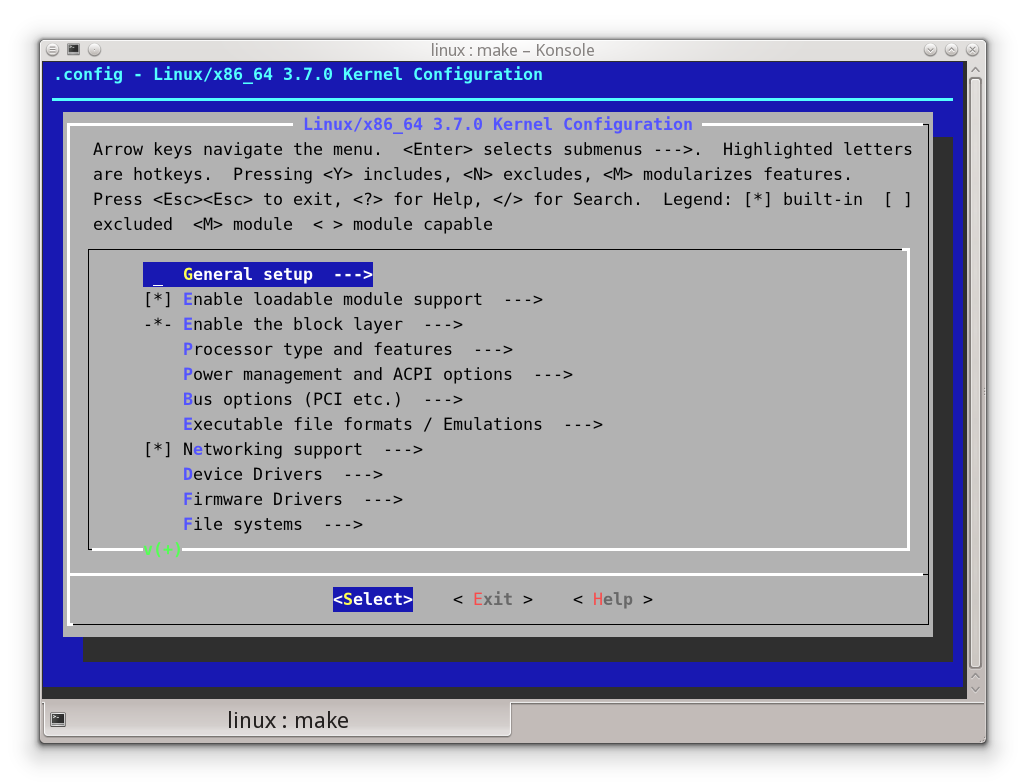 linux : make – Konsole
.config - Linux/x86_64 3.7.0 Kernel Configuration
Linux/x86_64 3.7.0 Kernel Configuration
Arrow keys navigate the menu.  <Enter> selects submenus --->.  Highlighted letters
are hotkeys.  Pressing <Y> includes, <N> excludes, <M> modularizes features.
Press <Esc><Esc> to exit, <?> for Help, </> for Search.  Legend: [*] built-in  [ ]
excluded  <M> module  < > module capable
General setup  --->
[*] Enable loadable module support  --->
-*- Enable the block layer  --->
Processor type and features  --->
Power management and ACPI options  --->
Bus options (PCI etc.)  --->
Executable file formats / Emulations  --->
[*] Networking support  --->
Device Drivers  --->
Firmware Drivers  --->
File systems  --->
v(+)
<Select>    < Exit >    < Help >
linux : make